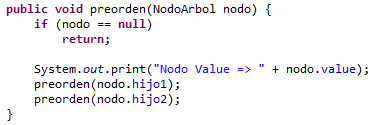 public void preorden(NodoArbol nodo) {
    if (nodo == null)
        return;

    System.out.print("Nodo Value => " + nodo.value);
    preorden(nodo.hijo1);
    preorden(nodo.hijo2);
}